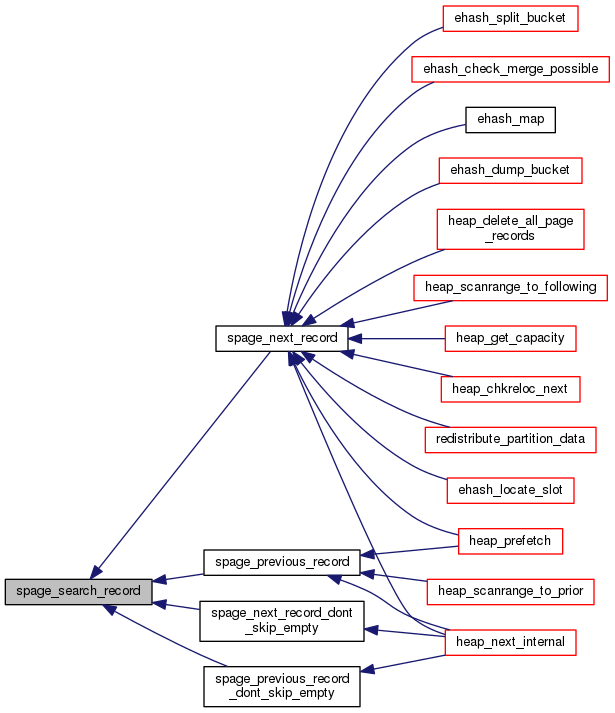 ehash_split_bucket
ehash_check_merge_possible
ehash_map
ehash_dump_bucket
heap_delete_all_page
_records
heap_scanrange_to_following
spage_next_record
heap_get_capacity
heap_chkreloc_next
redistribute_partition_data
ehash_locate_slot
heap_prefetch
spage_previous_record
spage_search_record
heap_scanrange_to_prior
spage_next_record_dont
_skip_empty
heap_next_internal
spage_previous_record
_dont_skip_empty